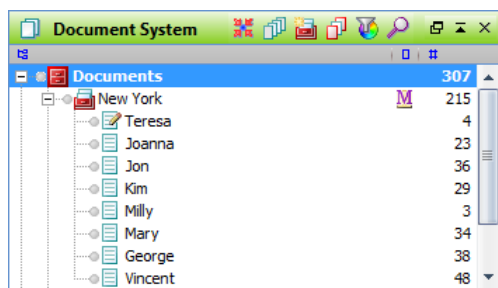 Document System
#
Documents 307
New York M 215
Teresa 4
Joanna 23
Jon 36
Kim 29
Milly 3
Mary 34
George 38
Vincent 48